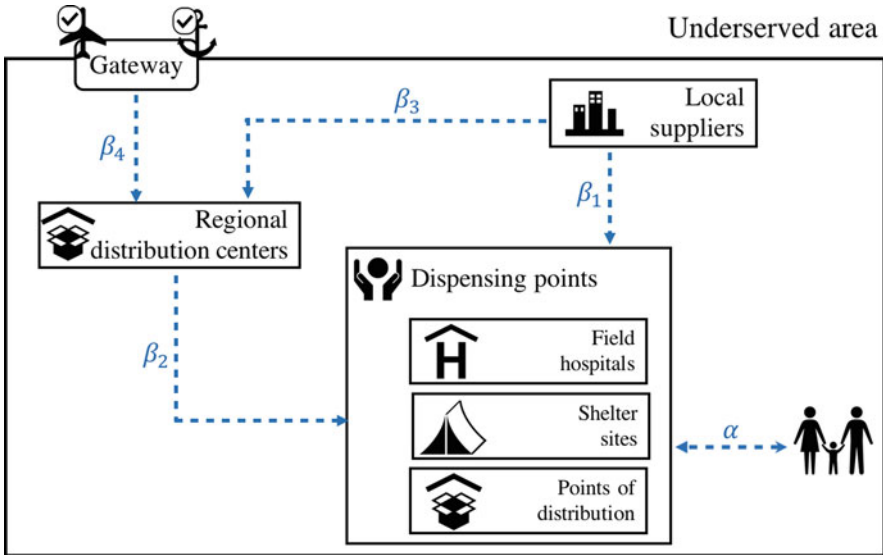 Underserved area
Gateway
β3
Local
suppliers
β4
β1
Regional
distribution centers
Dispensing points
β2
Field
hospitals
H
Shelter
sites
α
Points of
distribution